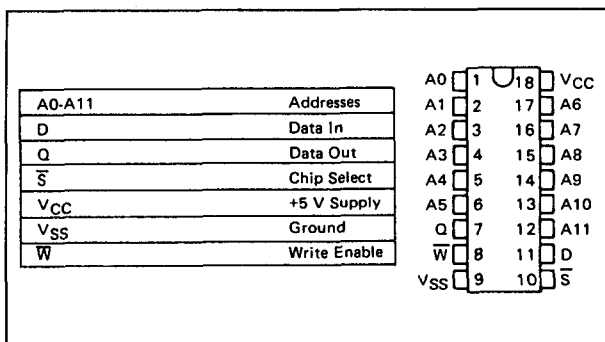 A0-A11 Addresses
D Data In
Q Data Out
S̅ Chip Select
VCC +5 V Supply
VSS Ground
W̅ Write Enable
A0 1 18 VCC
A1 2 17 A6
A2 3 16 A7
A3 4 15 A8
A4 5 14 A9
A5 6 13 A10
Q 7 12 A11
W̅ 8 11 D
VSS 9 10 S̅